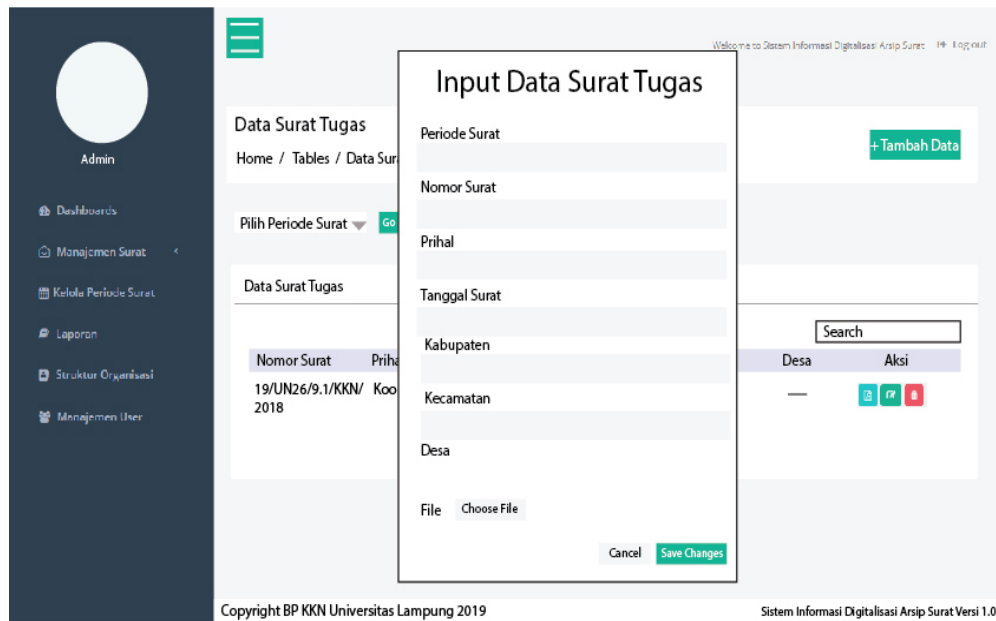 Welcome to Sistem Informasi Digitalisasi Arsip Surat Log out
Admin
Dashboards
Manajemen Surat
Kelola Periode Surat
Laporan
Struktur Organisasi
Manajemen User
Data Surat Tugas
Home / Tables / Data Sur
+Tambah Data
Pilih Periode Surat Go
Data Surat Tugas
Search
Nomor Surat Priha Desa Aksi
19/UN26/9.1/KKN/ Koo —
2018
Input Data Surat Tugas
Periode Surat
Nomor Surat
Prihal
Tanggal Surat
Kabupaten
Kecamatan
Desa
File Choose File
Cancel Save Changes
Copyright BP KKN Universitas Lampung 2019
Sistem Informasi Digitalisasi Arsip Surat Versi 1.0